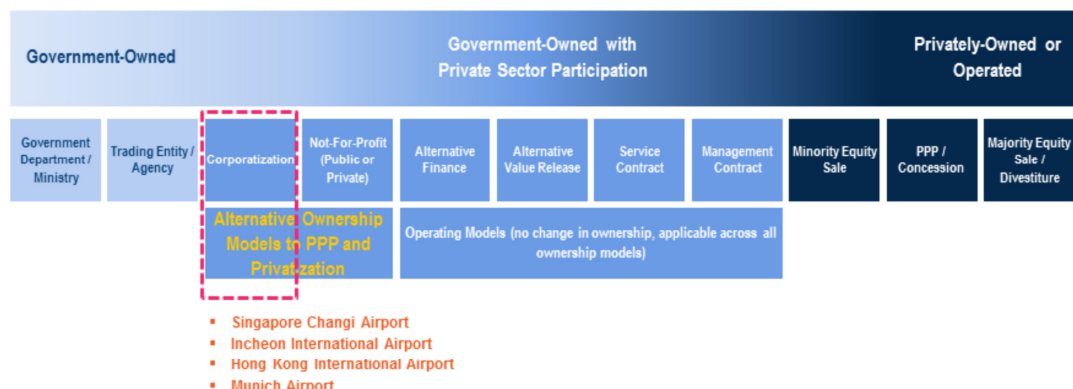 Government-Owned
Government-Owned with
Private Sector Participation
Privately-Owned or
Operated
Government
Department /
Ministry
Trading Entity /
Agency
Corporatization
Not-For-Profit
(Public or
Private)
Alternative
Finance
Alternative
Value Release
Service
Contract
Management
Contract
Minority Equity
Sale
PPP /
Concession
Majority Equity
Sale /
Divestiture
Alternative Ownership
Models to PPP and
Privatization
Operating Models (no change in ownership, applicable across all
ownership models)
▪ Singapore Changi Airport
▪ Incheon International Airport
▪ Hong Kong International Airport
▪ Munich Airport